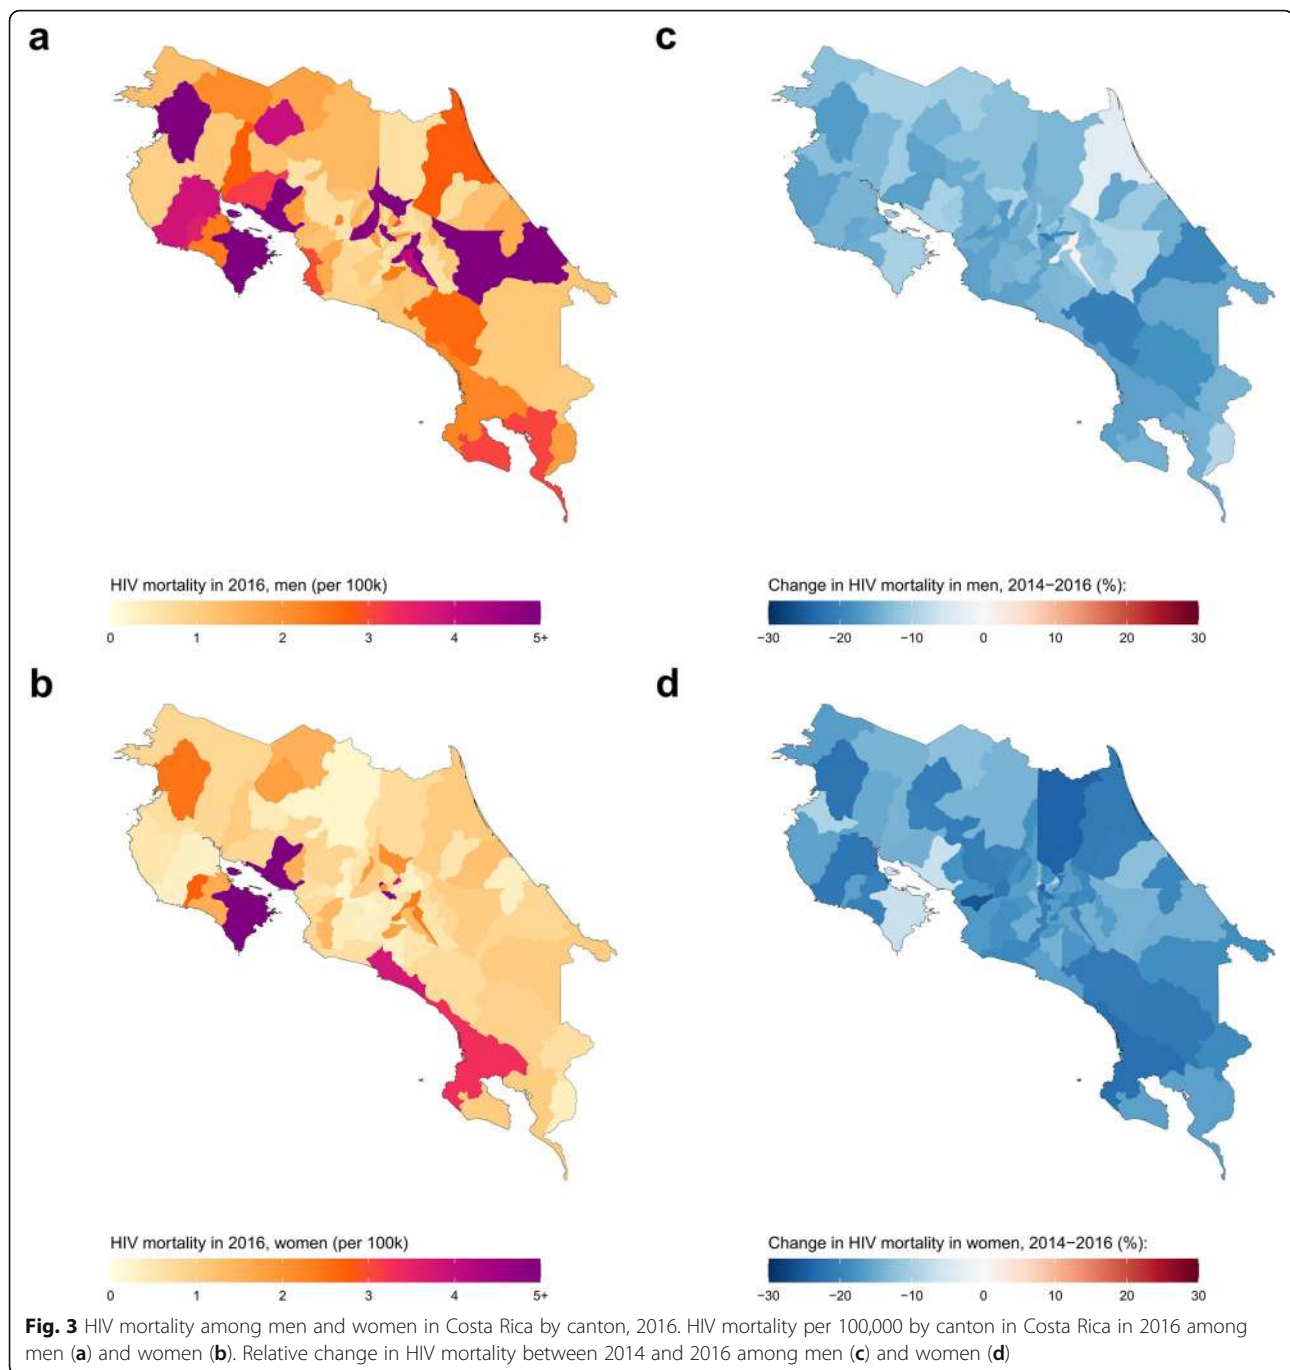 a
c
HIV mortality in 2016, men (per 100k)
0 1 2 3 4 5+
Change in HIV mortality in men, 2014−2016 (%):
−30 −20 −10 0 10 20 30
b
d
HIV mortality in 2016, women (per 100k)
0 1 2 3 4 5+
Change in HIV mortality in women, 2014−2016 (%):
−30 −20 −10 0 10 20 30
Fig. 3 HIV mortality among men and women in Costa Rica by canton, 2016. HIV mortality per 100,000 by canton in Costa Rica in 2016 among
men (a) and women (b). Relative change in HIV mortality between 2014 and 2016 among men (c) and women (d)